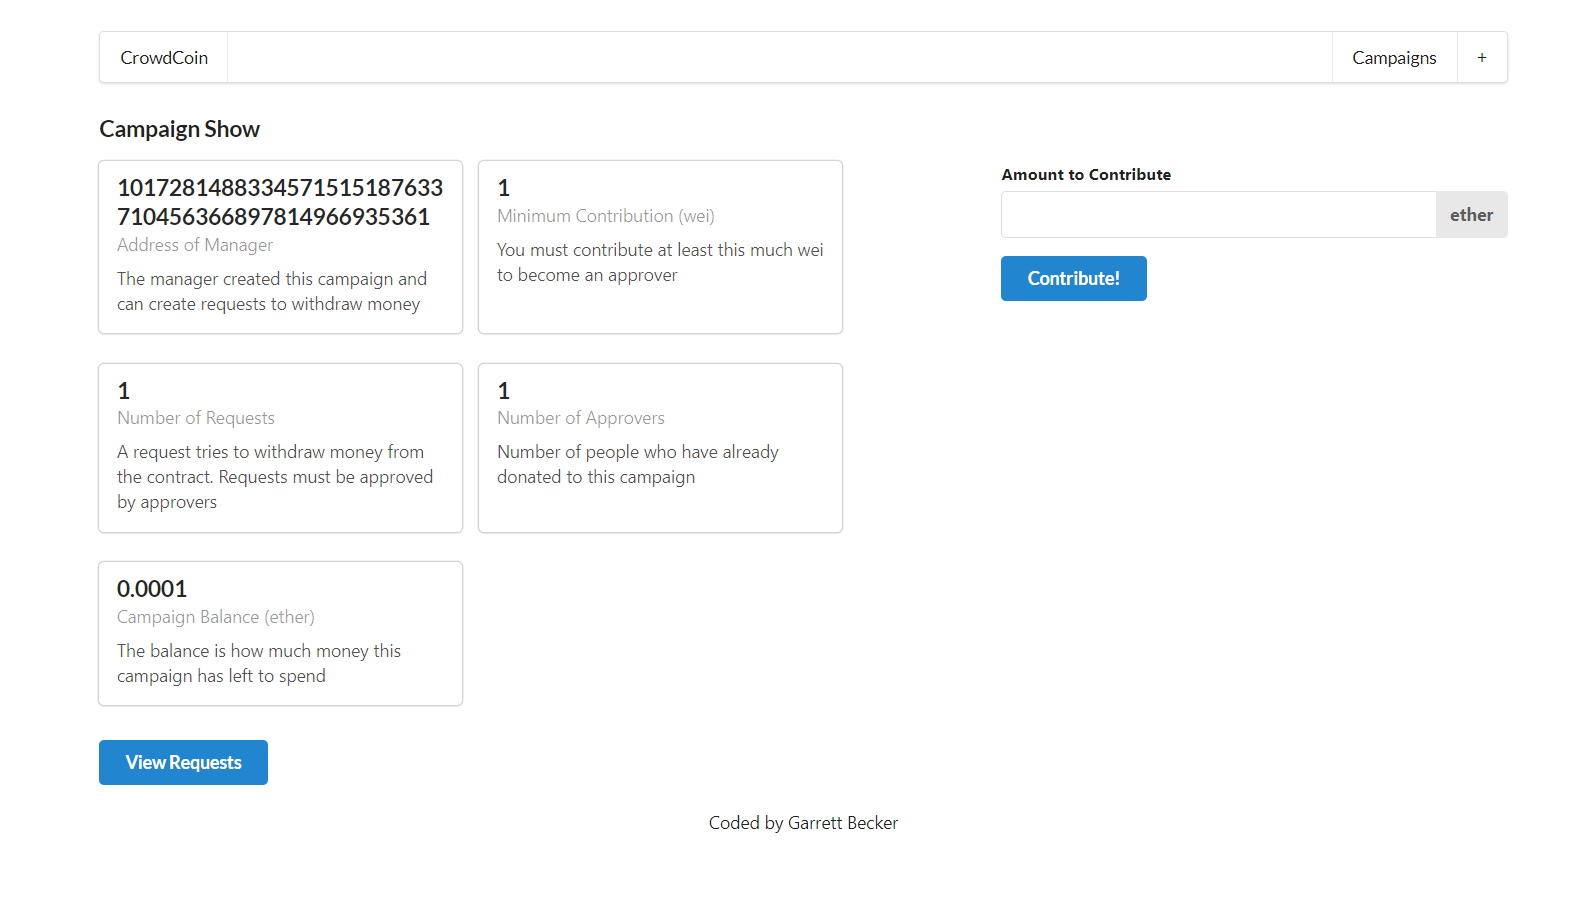 CrowdCoin
Campaigns
+
Campaign Show
1017281488334571515187633
710456366897814966935361
Address of Manager
The manager created this campaign and
can create requests to withdraw money
1
Minimum Contribution (wei)
You must contribute at least this much wei
to become an approver
1
Number of Requests
A request tries to withdraw money from
the contract. Requests must be approved
by approvers
1
Number of Approvers
Number of people who have already
donated to this campaign
0.0001
Campaign Balance (ether)
The balance is how much money this
campaign has left to spend
View Requests
Amount to Contribute
ether
Contribute!
Coded by Garrett Becker